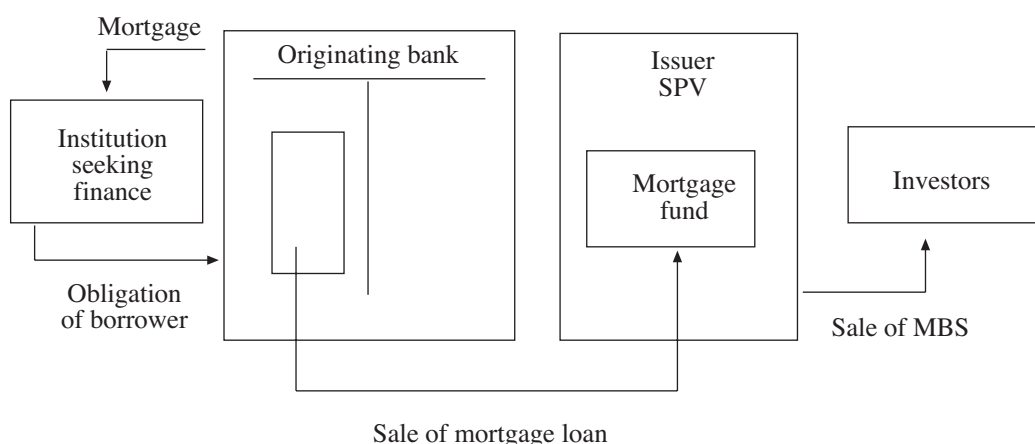 Mortgage
Originating bank
Issuer
SPV
Institution
seeking
finance
Mortgage
fund
Investors
Obligation
of borrower
Sale of MBS
Sale of mortgage loan